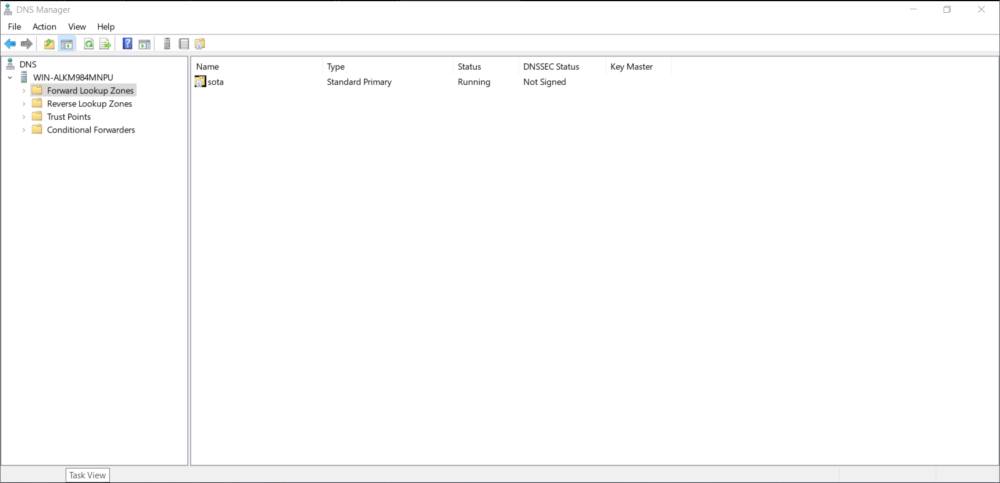 DNS Manager
File Action View Help
DNS
WIN-ALKM984MNPU
Forward Lookup Zones
Reverse Lookup Zones
Trust Points
Conditional Forwarders
Name Type Status DNSSEC Status Key Master
sota Standard Primary Running Not Signed
Task View